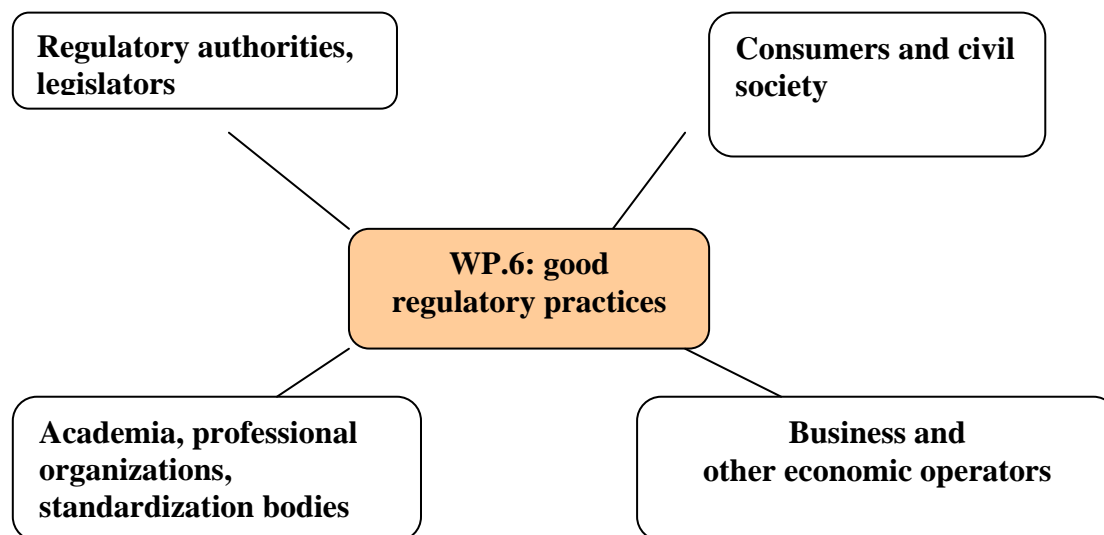 Regulatory authorities,
legislators
Consumers and civil
society
WP.6: good
regulatory practices
Academia, professional
organizations,
standardization bodies
Business and
other economic operators